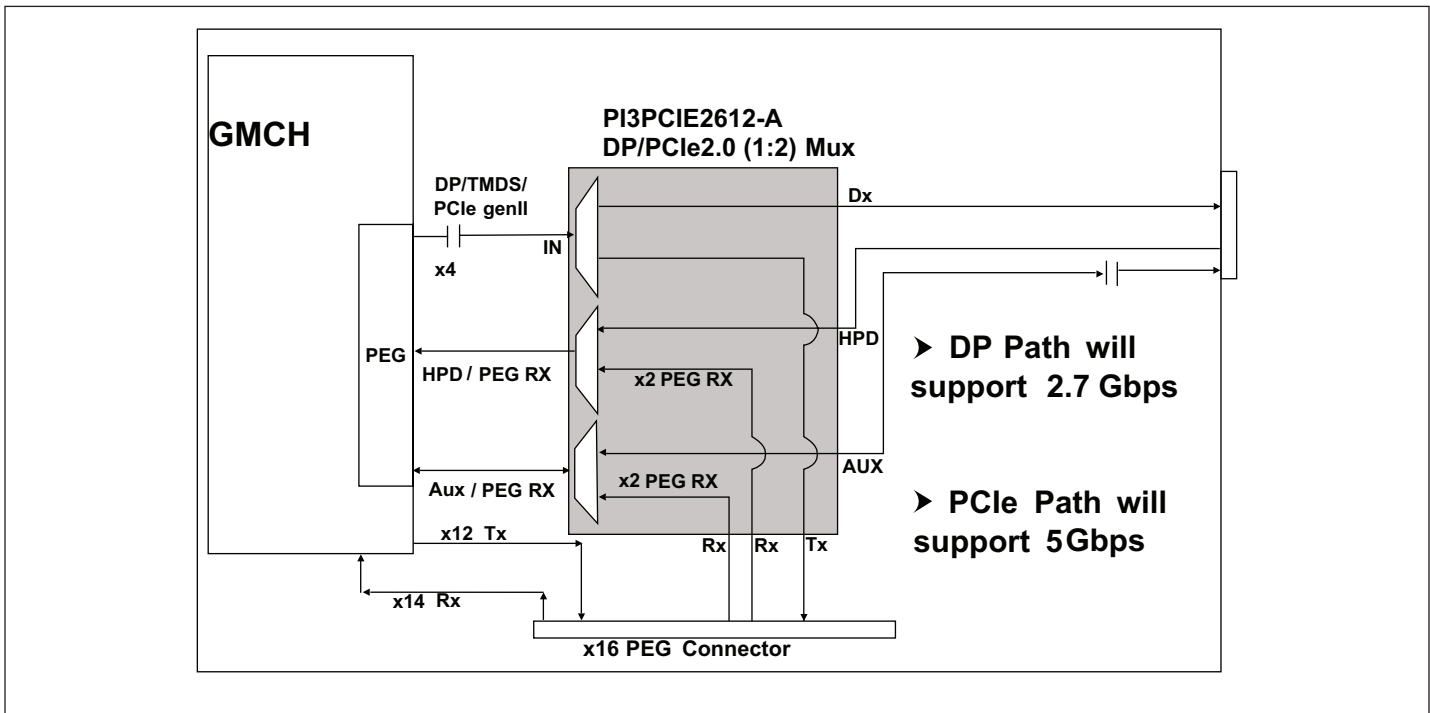 PI3PCIE2612-A
DP/PCIe2.0 (1:2) Mux
GMCH
DP/TMDS/
PCIe genII
Dx
IN
x4
HPD
PEG
HPD / PEG RX
x2 PEG RX
➤ DP Path will
support 2.7 Gbps
AUX
Aux / PEG RX
x2 PEG RX
➤ PCIe Path will
support 5Gbps
x12 Tx
Rx
Rx
Tx
x14 Rx
x16 PEG Connector